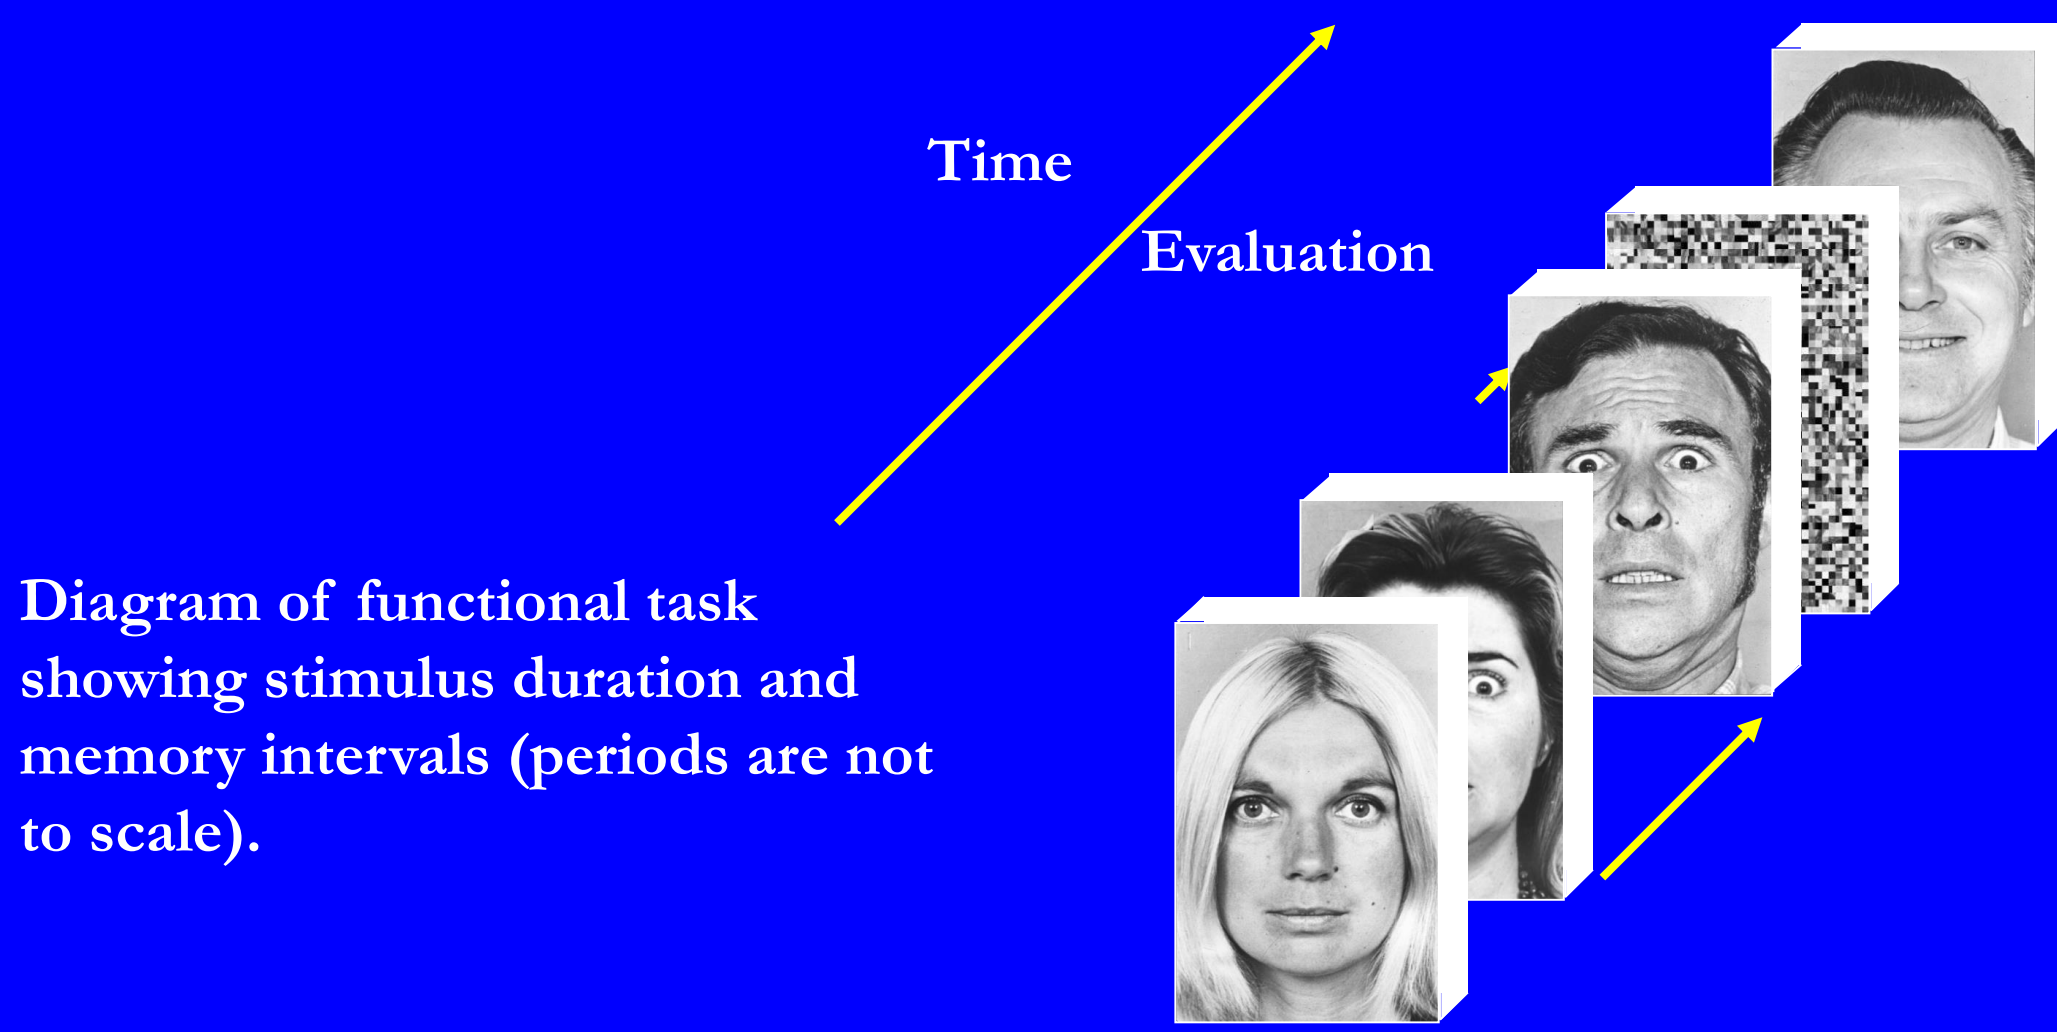 Time
Evaluation
Diagram of functional task
showing stimulus duration and
memory intervals (periods are not
to scale).